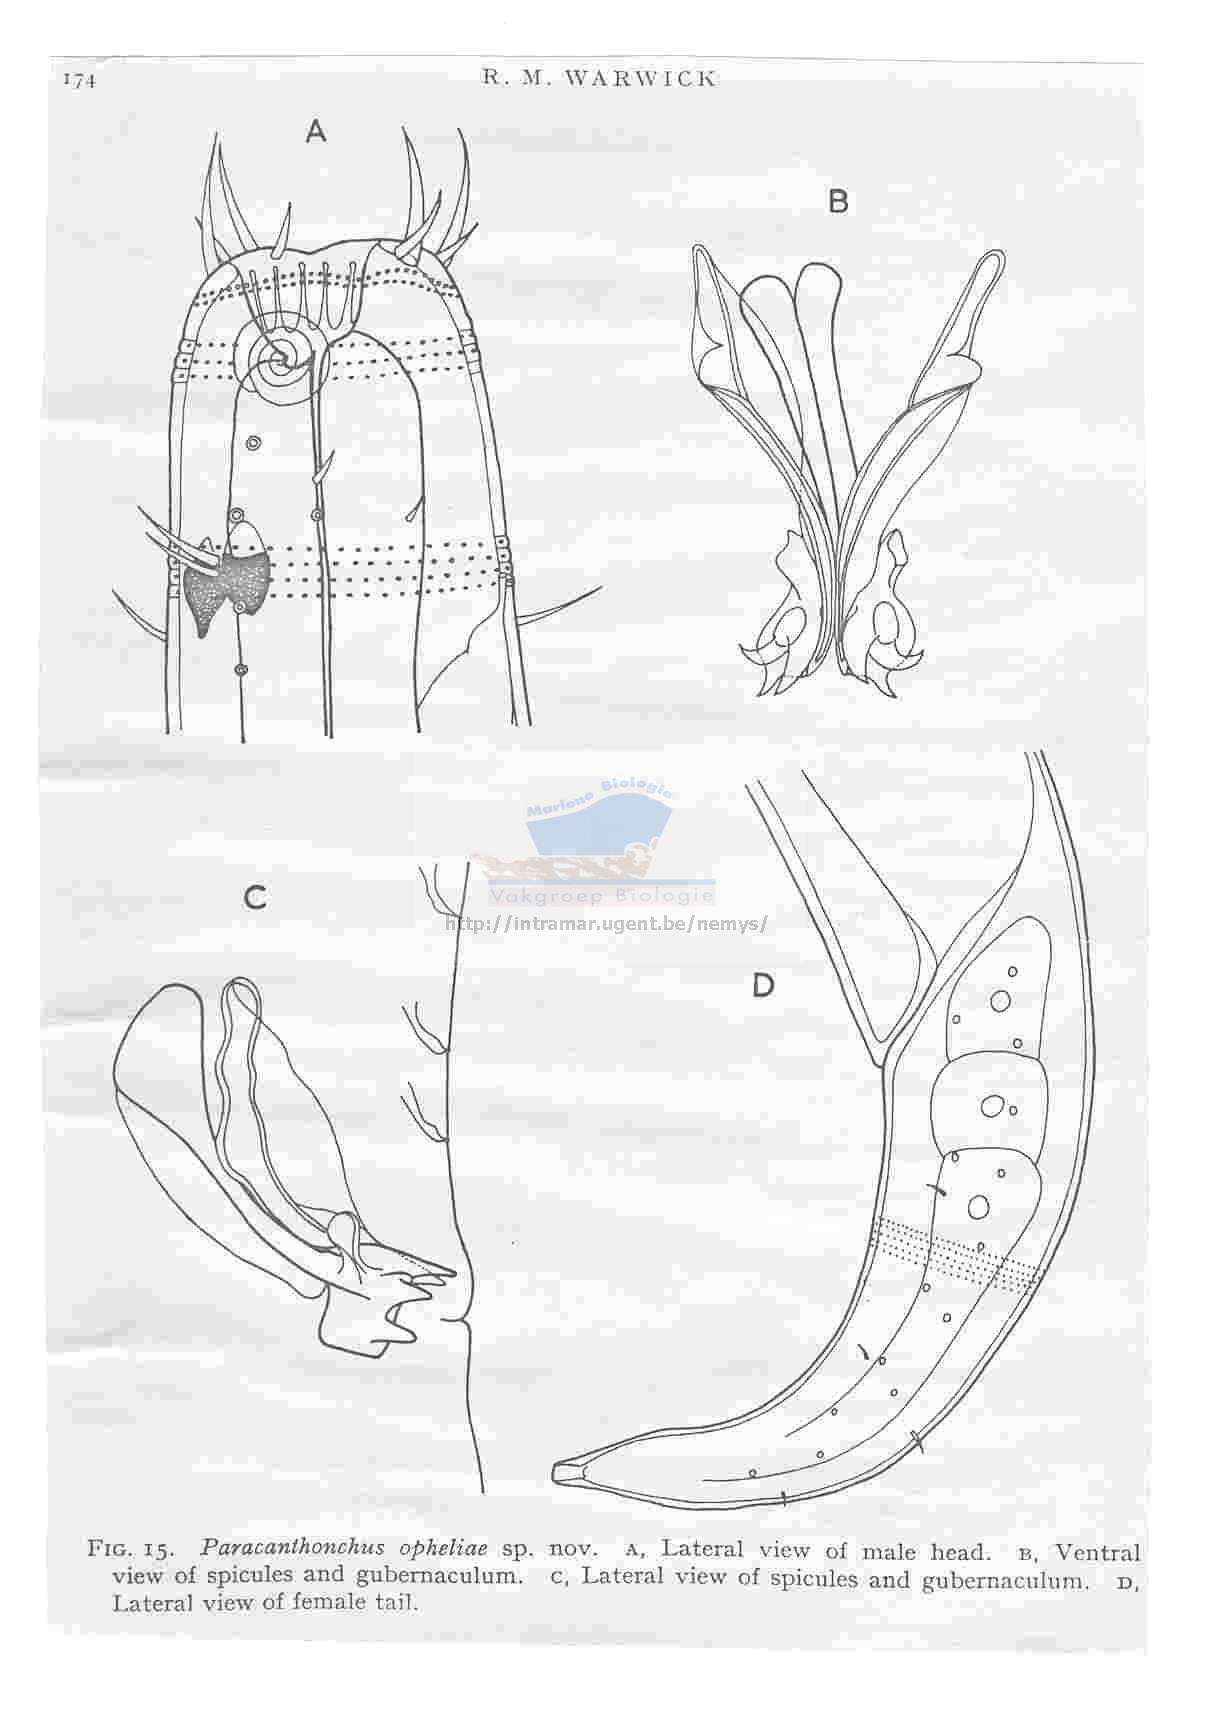 174
R. M. WARWICK
A
B
Mariene Biologie
Vakgroep Biologie
http://intramar.ugent.be/nemys/
C
D
FIG. 15. Paracanthonchus opheliae sp. nov. A, Lateral view of male head. B, Ventral
view of spicules and gubernaculum. C, Lateral view of spicules and gubernaculum. D,
Lateral view of female tail.